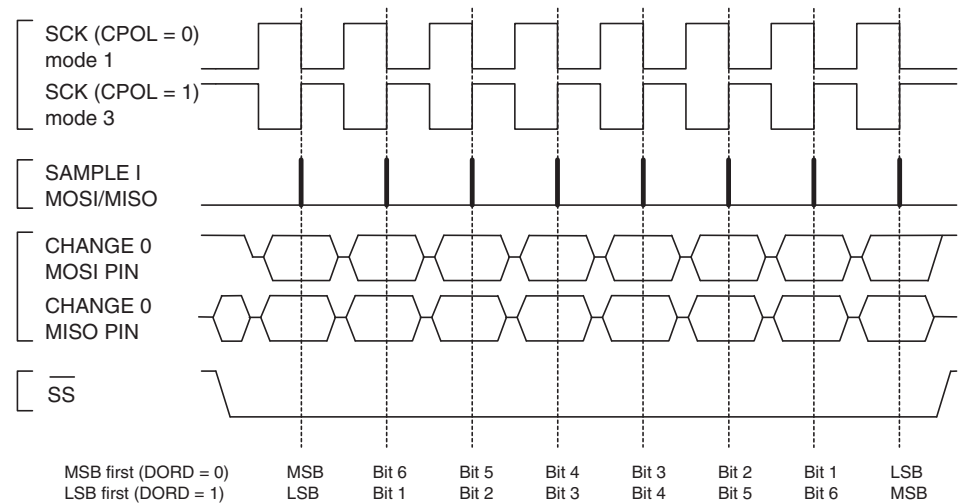 SCK (CPOL = 0)
mode 1
SCK (CPOL = 1)
mode 3
SAMPLE I
MOSI/MISO
CHANGE 0
MOSI PIN
CHANGE 0
MISO PIN
SS
MSB first (DORD = 0) MSB Bit 6 Bit 5 Bit 4 Bit 3 Bit 2 Bit 1 LSB
LSB first (DORD = 1) LSB Bit 1 Bit 2 Bit 3 Bit 4 Bit 5 Bit 6 MSB